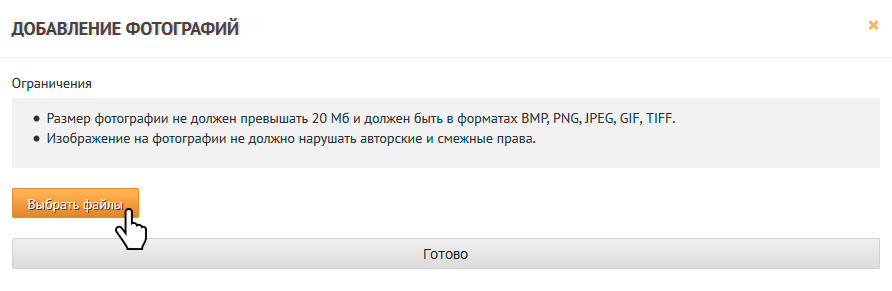 ДОБАВЛЕНИЕ ФОТОГРАФИЙ
Ограничения
Размер фотографии не должен превышать 20 Мб и должен быть в форматах BMP, PNG, JPEG, GIF, TIFF.
Изображение на фотографии не должно нарушать авторские и смежные права.
Выбрать файлы
Готово